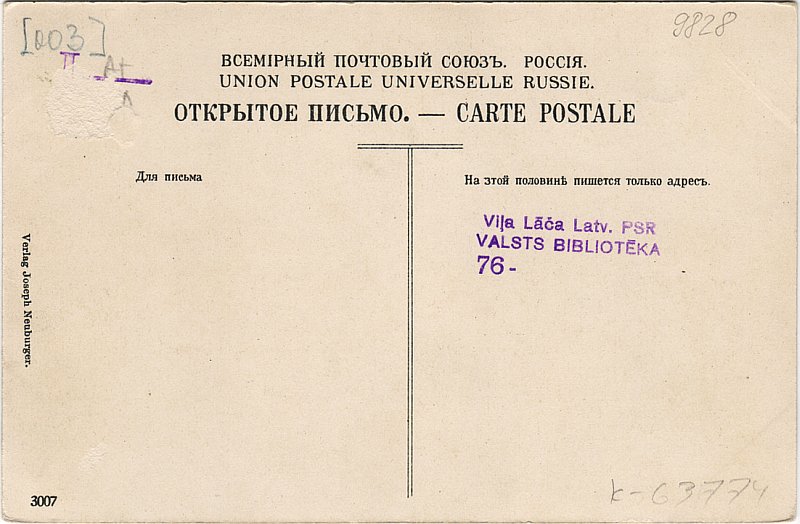 [003]
9828
II A+
ВСЕМІРНЫЙ ПОЧТОВЫЙ СОЮЗЪ. РОССІЯ.
UNION POSTALE UNIVERSELLE RUSSIE.
ОТКРЫТОЕ ПИСЬМО. — CARTE POSTALE
Для письма
На этой половинѣ пишется только адресъ.
Viļa Lāča Latv. PSR
VALSTS BIBLIOTĒKA
76-
Verlag Joseph Neuburger.
3007
K-63774